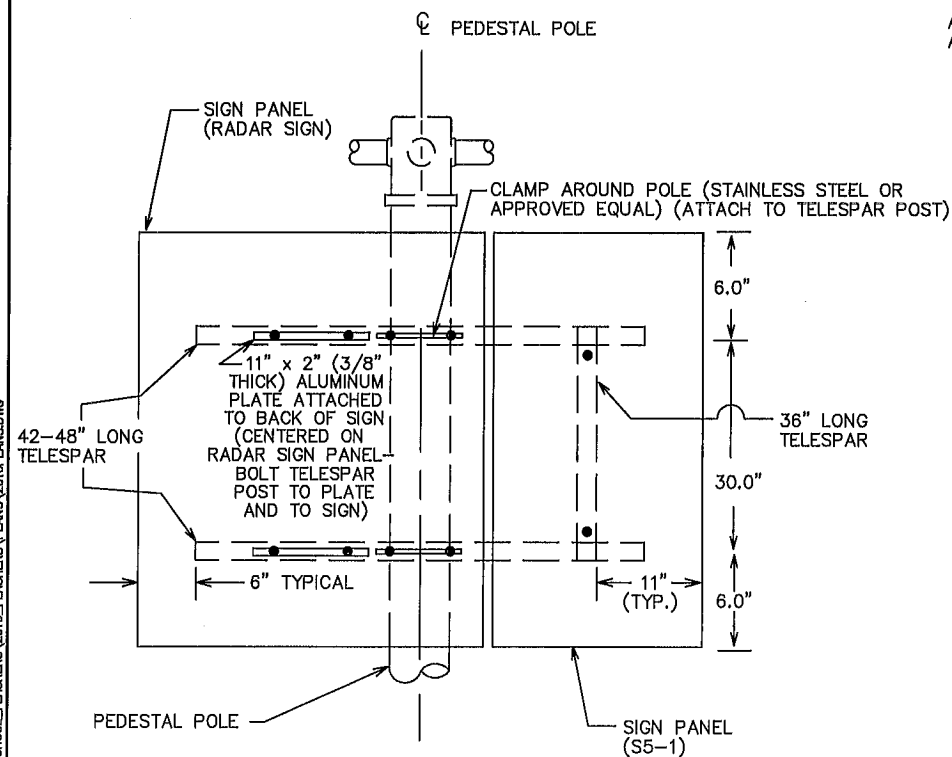 ℄ PEDESTAL POLE
SIGN PANEL
(RADAR SIGN)
CLAMP AROUND POLE (STAINLESS STEEL OR
APPROVED EQUAL) (ATTACH TO TELESPAR POST)
6.0"
11" x 2" (3/8"
THICK) ALUMINUM
PLATE ATTACHED
TO BACK OF SIGN
(CENTERED ON
RADAR SIGN PANEL-
BOLT TELESPAR
POST TO PLATE
AND TO SIGN)
42-48" LONG
TELESPAR
36" LONG
TELESPAR
30.0"
6" TYPICAL
11"
(TYP.)
6.0"
PEDESTAL POLE
SIGN PANEL
(S5-1)